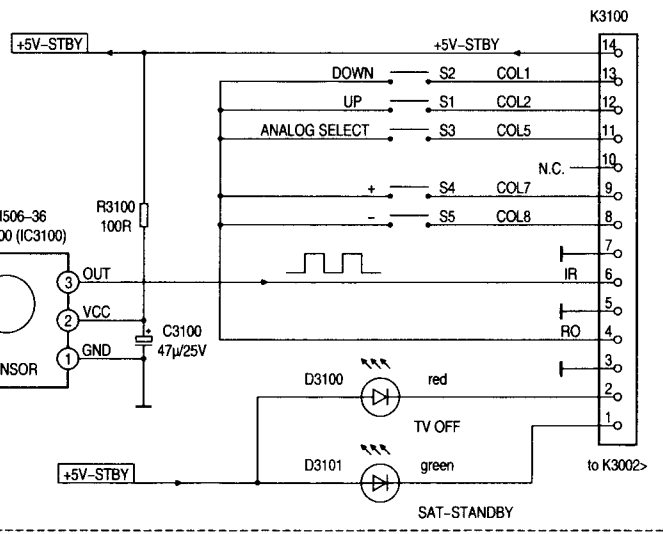 K3100
+5V-STBY
+5V-STBY
14
DOWN S2 COL1 13
UP S1 COL2 12
ANALOG SELECT S3 COL5 11
N.C. 10
+ S4 COL7 9
- S5 COL8 8
506-36
R3100
100R
00 (IC3100)
7
3 OUT
IR 6
2 VCC
5
C3100
47µ/25V
RO 4
1 GND
NSOR
3
D3100 red 2
TV OFF
1
D3101 green
+5V-STBY
to K3002>
SAT-STANDBY